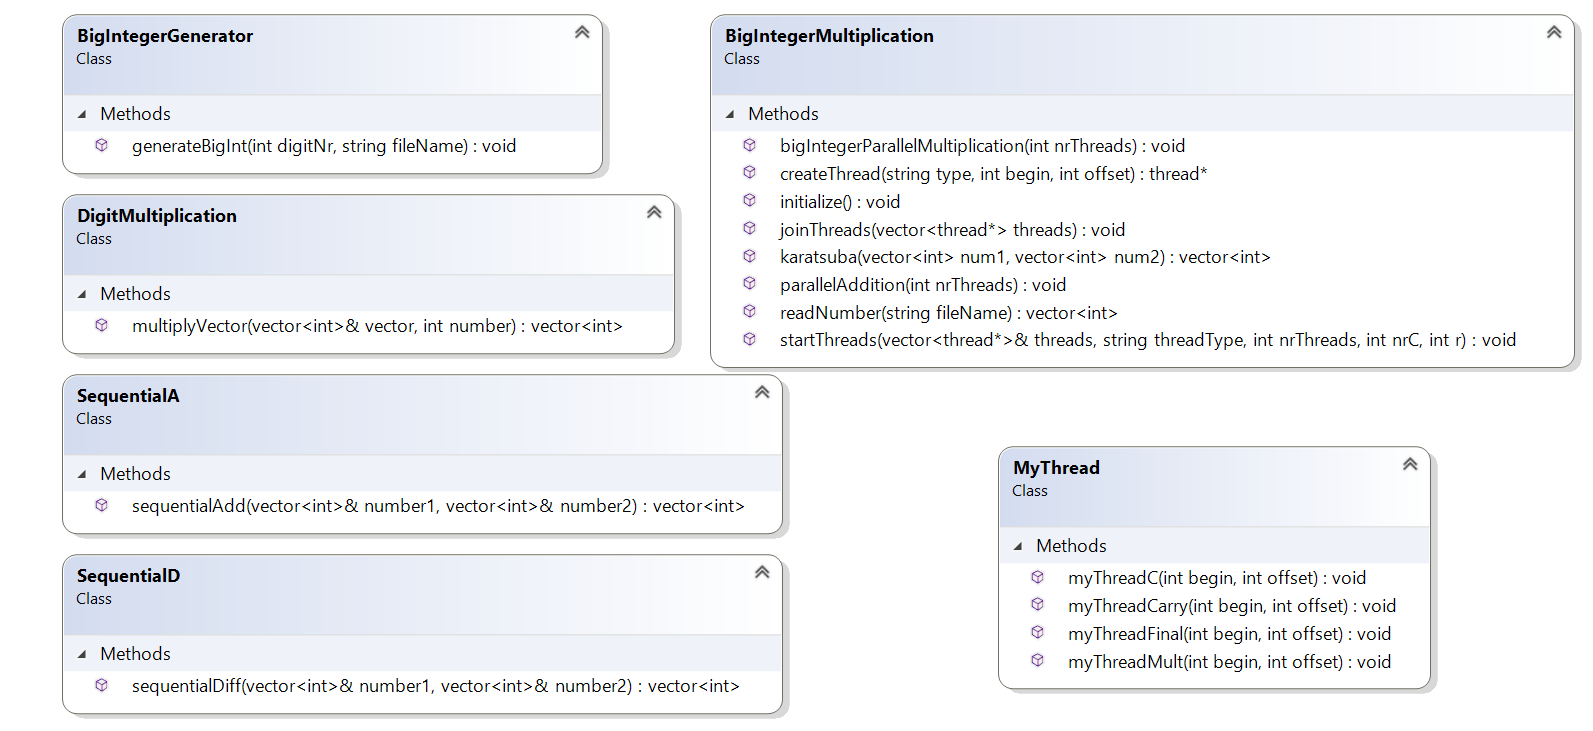 BigIntegerGenerator
Class
Methods
generateBigInt(int digitNr, string fileName) : void
DigitMultiplication
Class
Methods
multiplyVector(vector<int>& vector, int number) : vector<int>
SequentialA
Class
Methods
sequentialAdd(vector<int>& number1, vector<int>& number2) : vector<int>
SequentialD
Class
Methods
sequentialDiff(vector<int>& number1, vector<int>& number2) : vector<int>
BigIntegerMultiplication
Class
Methods
bigIntegerParallelMultiplication(int nrThreads) : void
createThread(string type, int begin, int offset) : thread*
initialize() : void
joinThreads(vector<thread*> threads) : void
karatsuba(vector<int> num1, vector<int> num2) : vector<int>
parallelAddition(int nrThreads) : void
readNumber(string fileName) : vector<int>
startThreads(vector<thread*>& threads, string threadType, int nrThreads, int nrC, int r) : void
MyThread
Class
Methods
myThreadC(int begin, int offset) : void
myThreadCarry(int begin, int offset) : void
myThreadFinal(int begin, int offset) : void
myThreadMult(int begin, int offset) : void